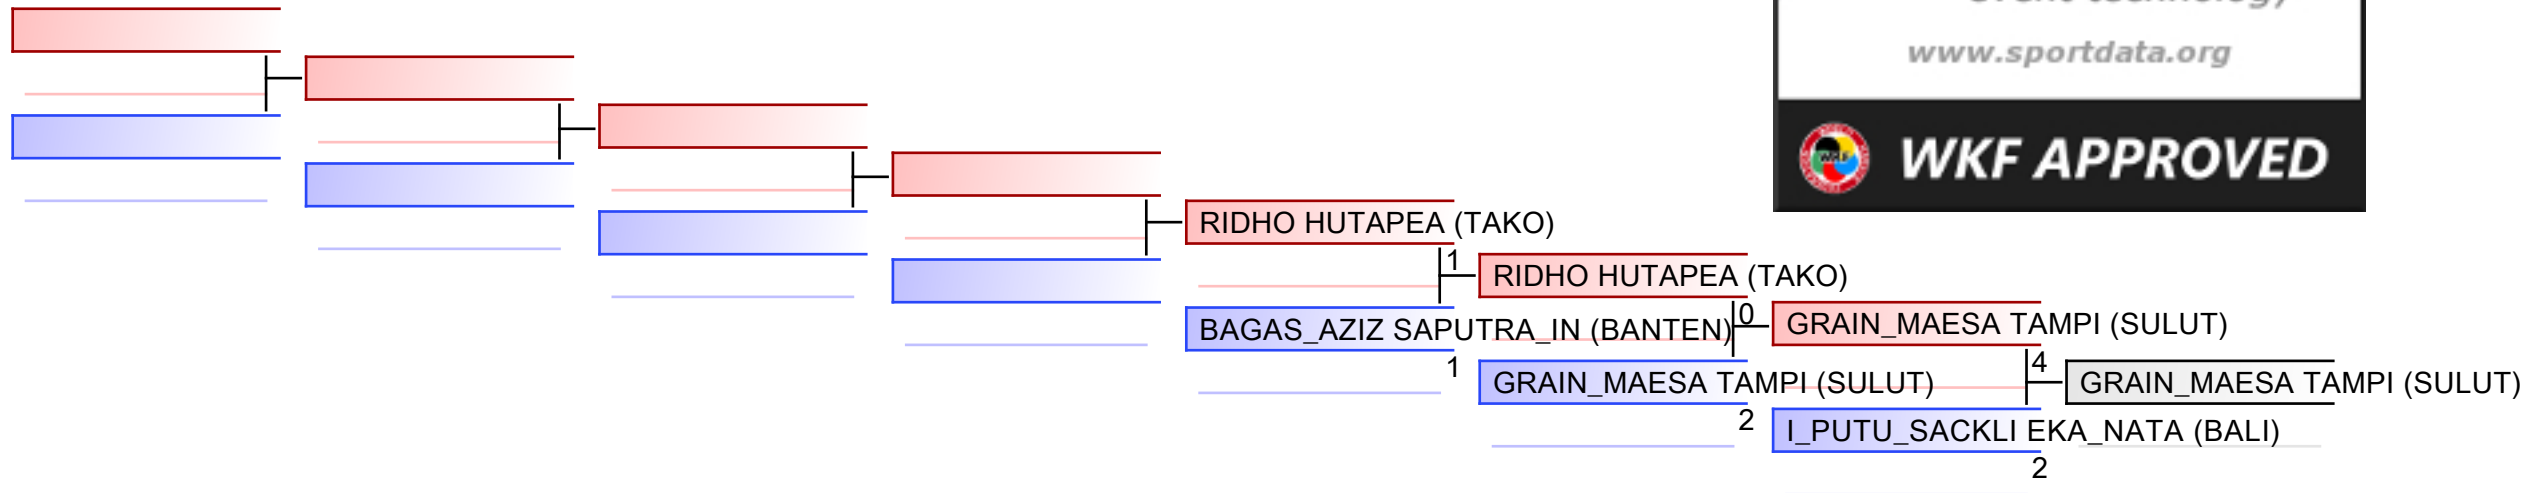 www.sportdata.org
WKF APPROVED
RIDHO HUTAPEA (TAKO)
1
RIDHO HUTAPEA (TAKO)
BAGAS_AZIZ SAPUTRA_IN (BANTEN)
0
GRAIN_MAESA TAMPI (SULUT)
1
GRAIN_MAESA TAMPI (SULUT)
4
GRAIN_MAESA TAMPI (SULUT)
2
I_PUTU_SACKLI EKA_NATA (BALI)
2